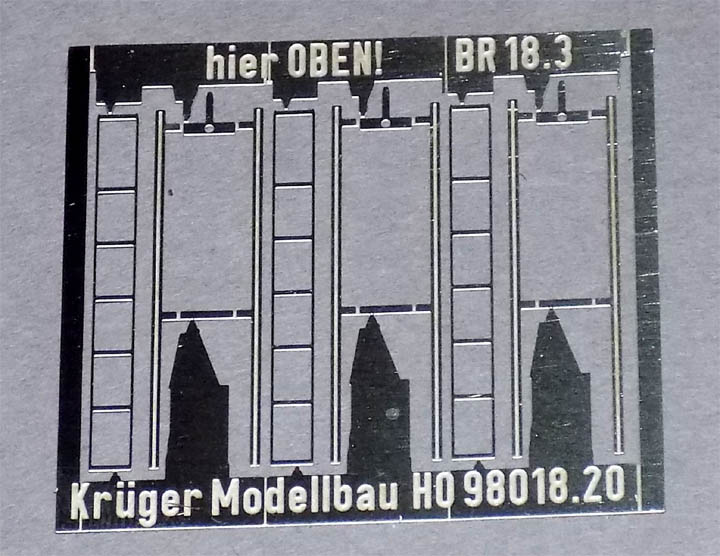 hier OBEN! BR 18.3
Krüger Modellbau H0 98018.20